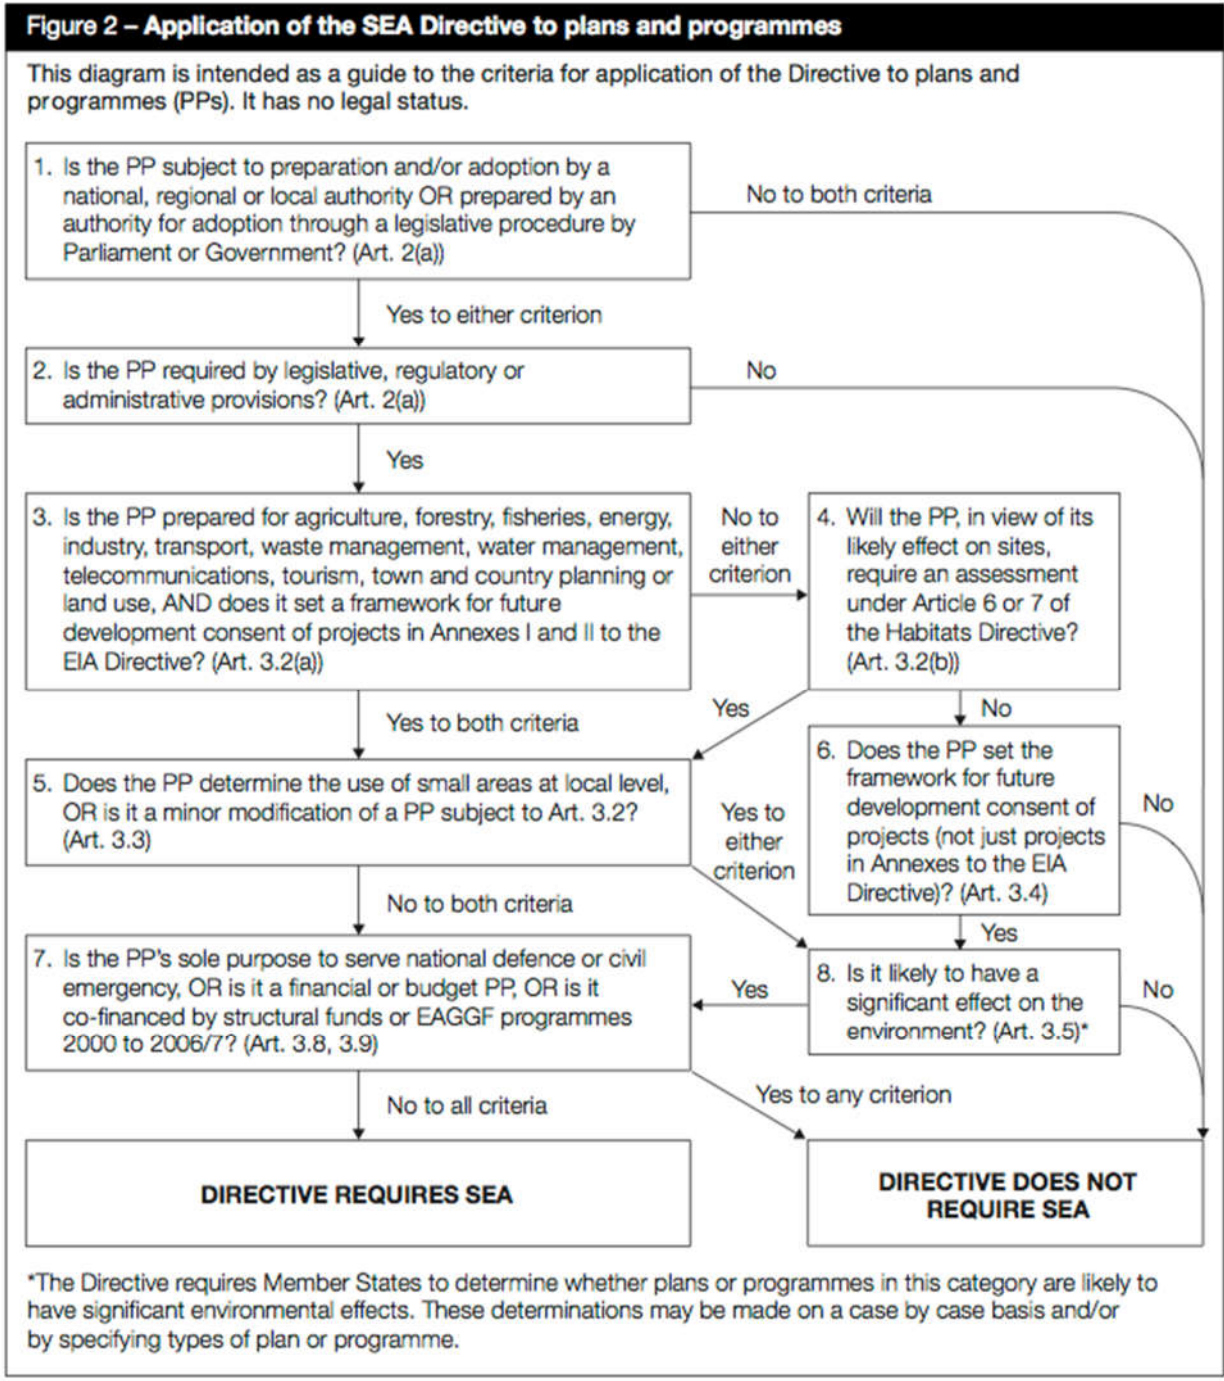 Figure 2 – Application of the SEA Directive to plans and programmes
This diagram is intended as a guide to the criteria for application of the Directive to plans and
programmes (PPs). It has no legal status.
1. Is the PP subject to preparation and/or adoption by a
national, regional or local authority OR prepared by an
authority for adoption through a legislative procedure by
Parliament or Government? (Art. 2(a))
No to both criteria
Yes to either criterion
2. Is the PP required by legislative, regulatory or
administrative provisions? (Art. 2(a))
No
Yes
3. Is the PP prepared for agriculture, forestry, fisheries, energy,
industry, transport, waste management, water management,
telecommunications, tourism, town and country planning or
land use, AND does it set a framework for future
development consent of projects in Annexes I and II to the
EIA Directive? (Art. 3.2(a))
No to
either
criterion
4. Will the PP, in view of its
likely effect on sites,
require an assessment
under Article 6 or 7 of
the Habitats Directive?
(Art. 3.2(b))
Yes to both criteria
Yes
No
5. Does the PP determine the use of small areas at local level,
OR is it a minor modification of a PP subject to Art. 3.2?
(Art. 3.3)
Yes to
either
criterion
6. Does the PP set the
framework for future
development consent of
projects (not just projects
in Annexes to the EIA
Directive)? (Art. 3.4)
No
No to both criteria
Yes
7. Is the PP's sole purpose to serve national defence or civil
emergency, OR is it a financial or budget PP, OR is it
co-financed by structural funds or EAGGF programmes
2000 to 2006/7? (Art. 3.8, 3.9)
Yes
8. Is it likely to have a
significant effect on the
environment? (Art. 3.5)*
No
No to all criteria
Yes to any criterion
DIRECTIVE REQUIRES SEA
DIRECTIVE DOES NOT
REQUIRE SEA
*The Directive requires Member States to determine whether plans or programmes in this category are likely to
have significant environmental effects. These determinations may be made on a case by case basis and/or
by specifying types of plan or programme.